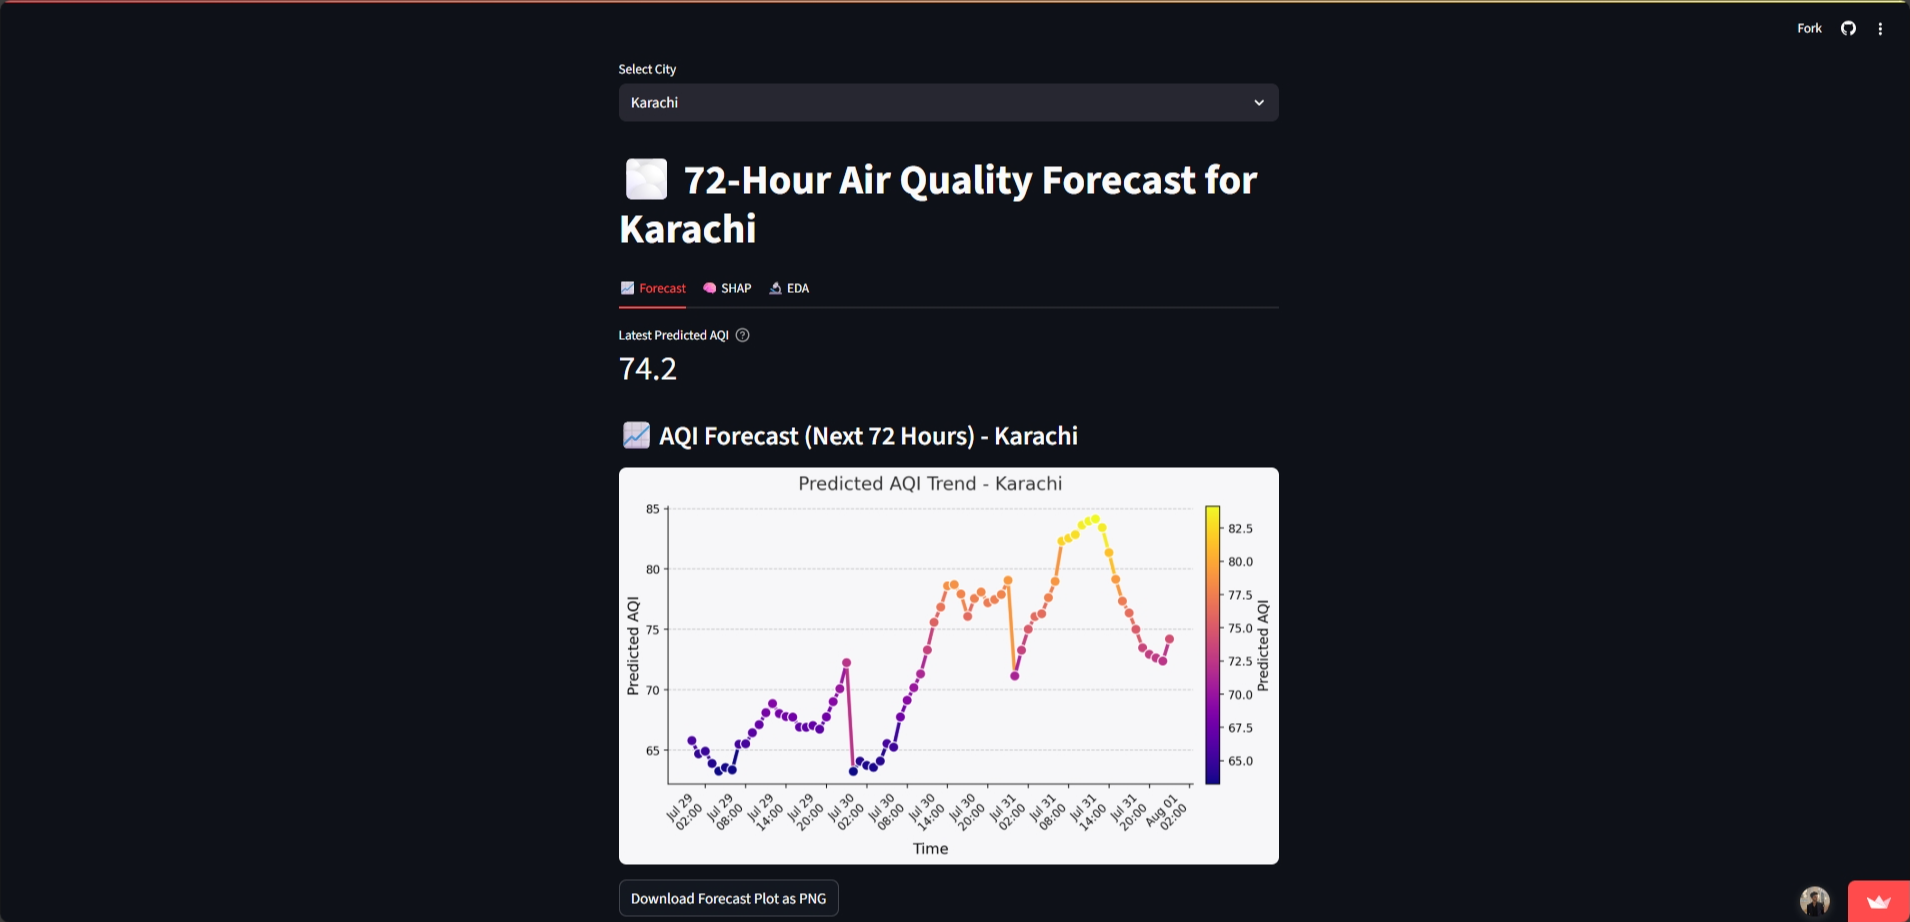 Fork
Select City
Karachi
72-Hour Air Quality Forecast for
Karachi
Forecast
SHAP
EDA
Latest Predicted AQI
74.2
AQI Forecast (Next 72 Hours) - Karachi
Predicted AQI Trend - Karachi
85
80
75
70
65
Predicted AQI
82.5
80.0
77.5
75.0
72.5
70.0
67.5
65.0
Predicted AQI
Jul 29
02:00
Jul 29
08:00
Jul 29
14:00
Jul 29
20:00
Jul 30
02:00
Jul 30
08:00
Jul 30
14:00
Jul 30
20:00
Jul 31
02:00
Jul 31
08:00
Jul 31
14:00
Jul 31
20:00
Aug 01
02:00
Time
Download Forecast Plot as PNG